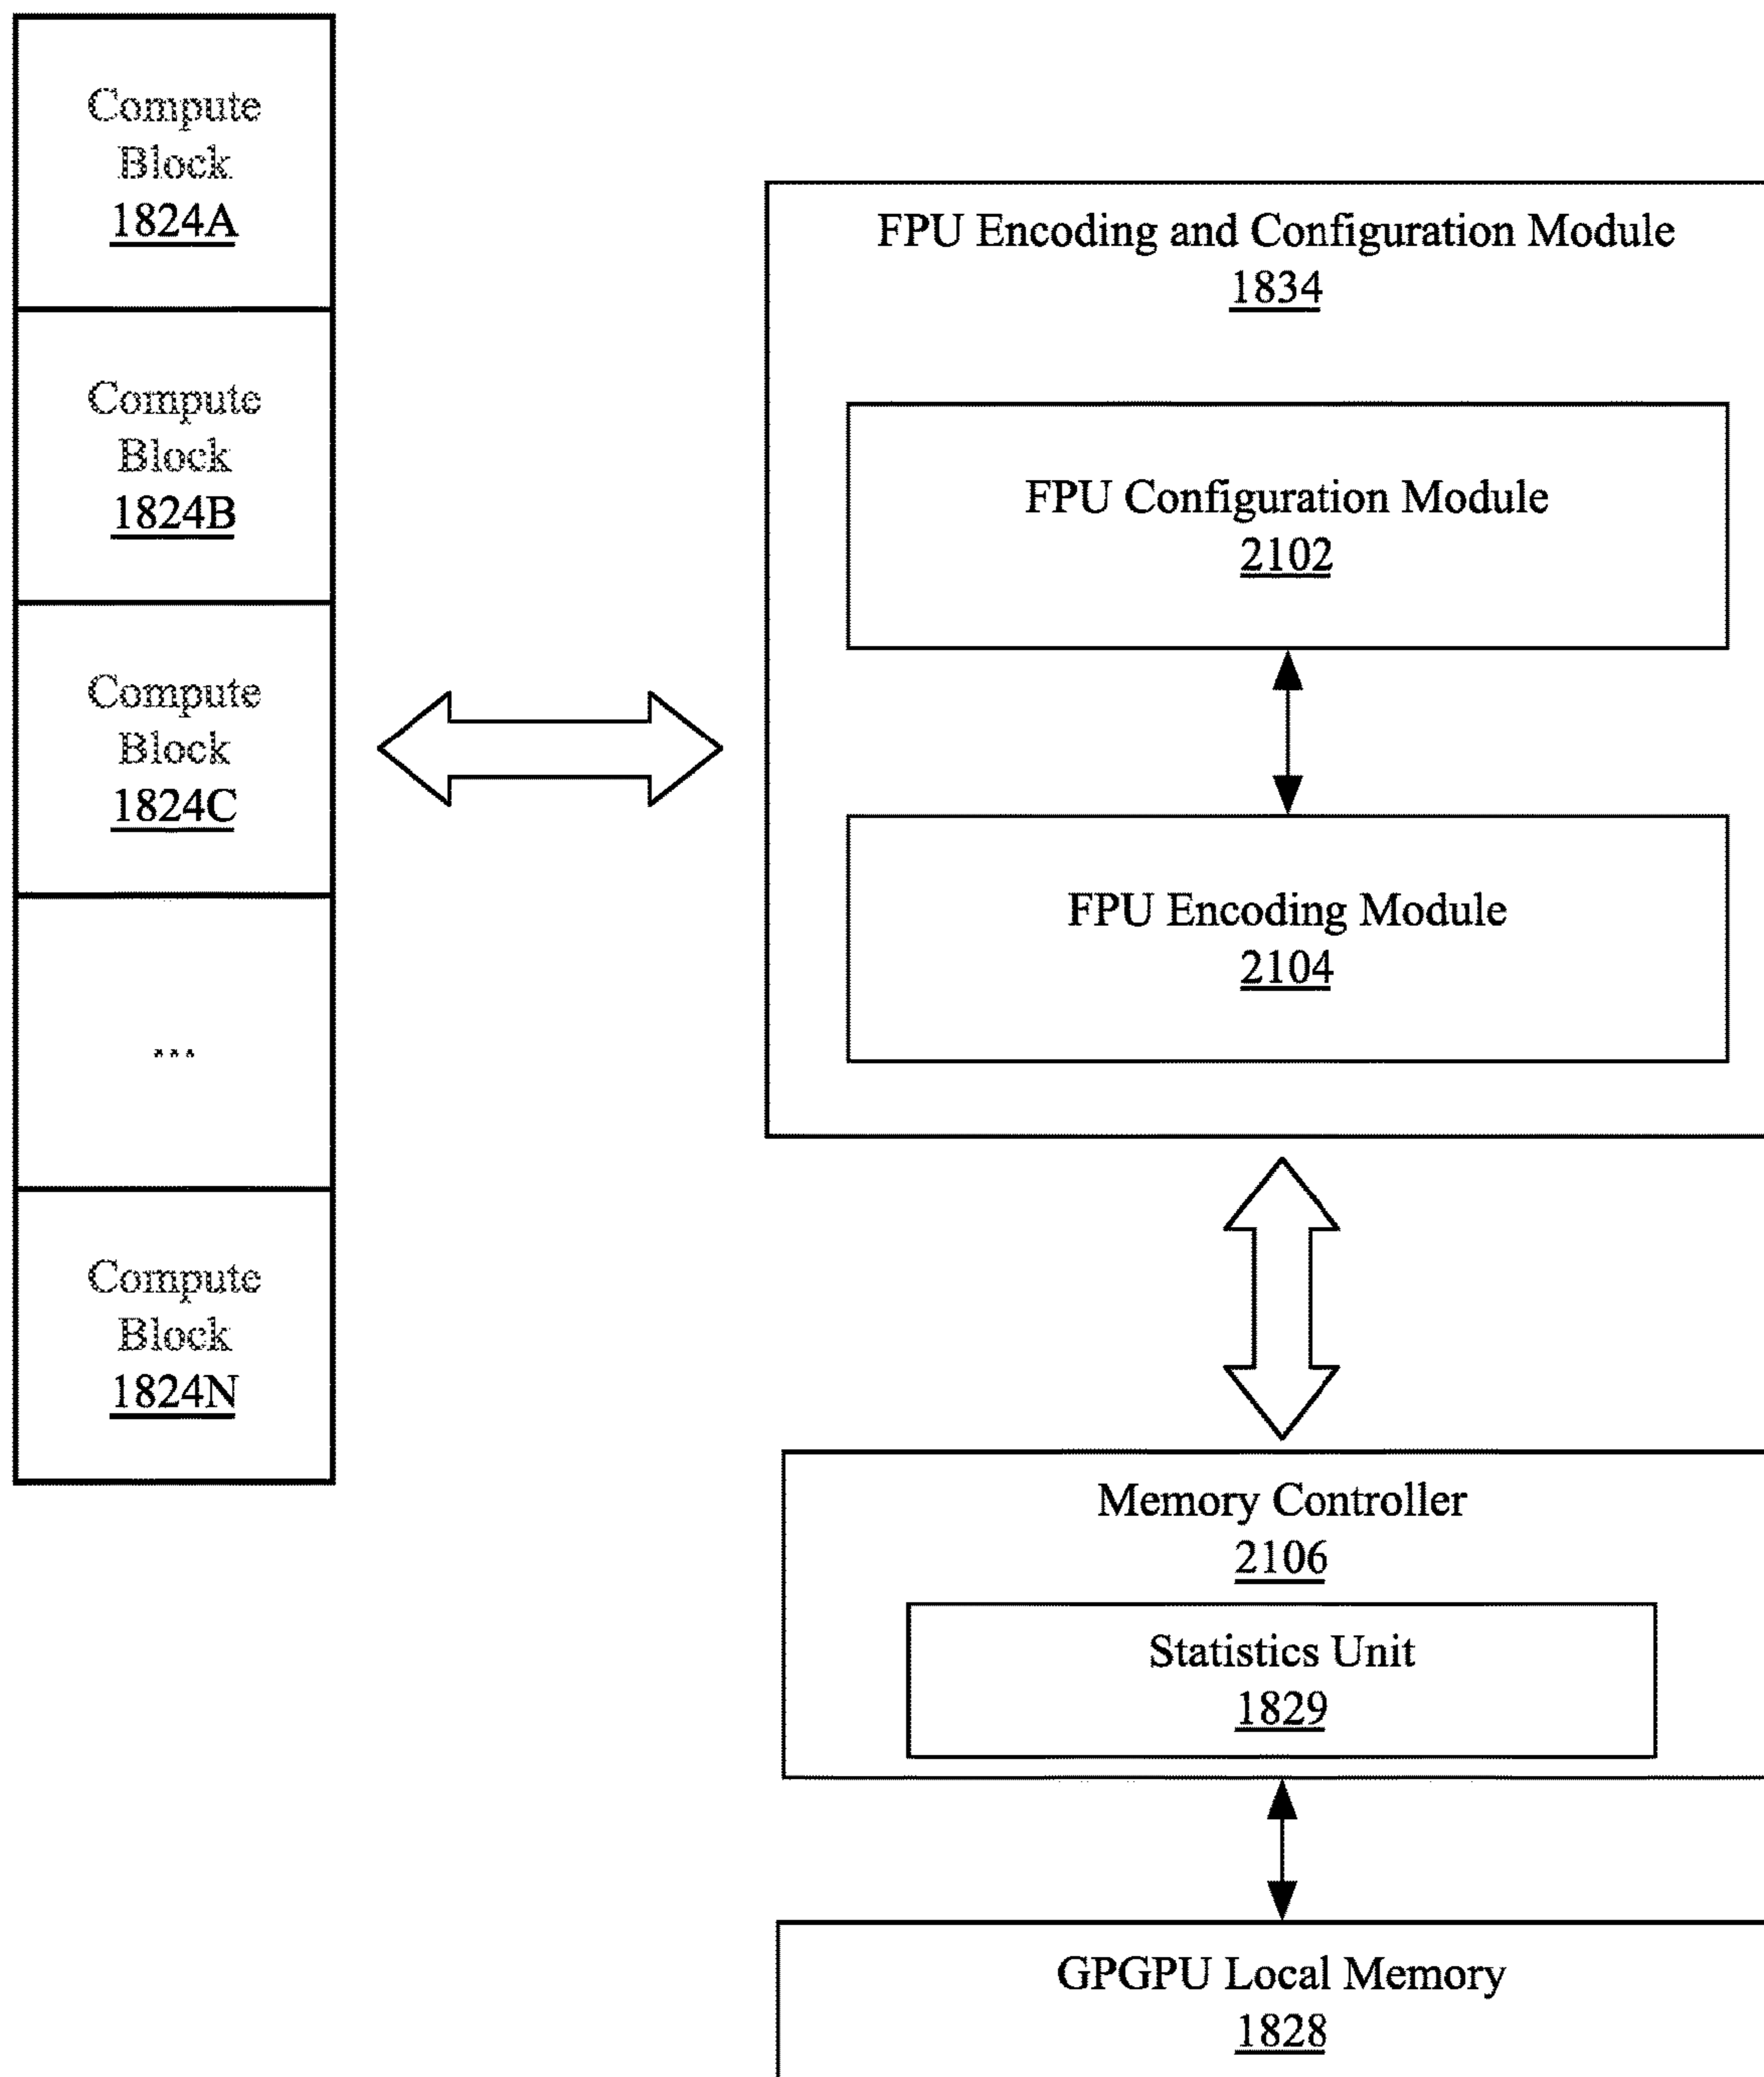 Compute
Block
1824A
Compute
Block
1824B
Compute
Block
1824C
...
Compute
Block
1824N
FPU Encoding and Configuration Module
1834
FPU Configuration Module
2102
FPU Encoding Module
2104
Memory Controller
2106
Statistics Unit
1829
GPGPU Local Memory
1828